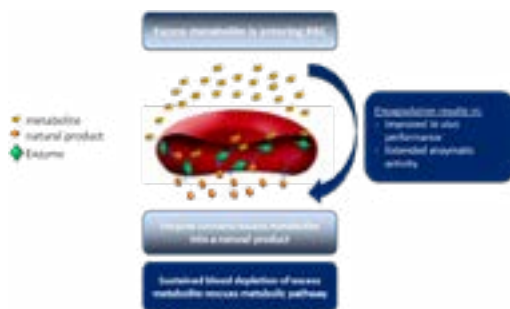 Excess metabolite is entering RBC
metabolite
natural product
Enzyme
Encapsulation results in:
- Improved in vivo
performance
- Extended enzymatic
activity
Enzyme converts excess metabolite
into a natural product
Sustained blood depletion of excess
metabolite rescues metabolic pathway